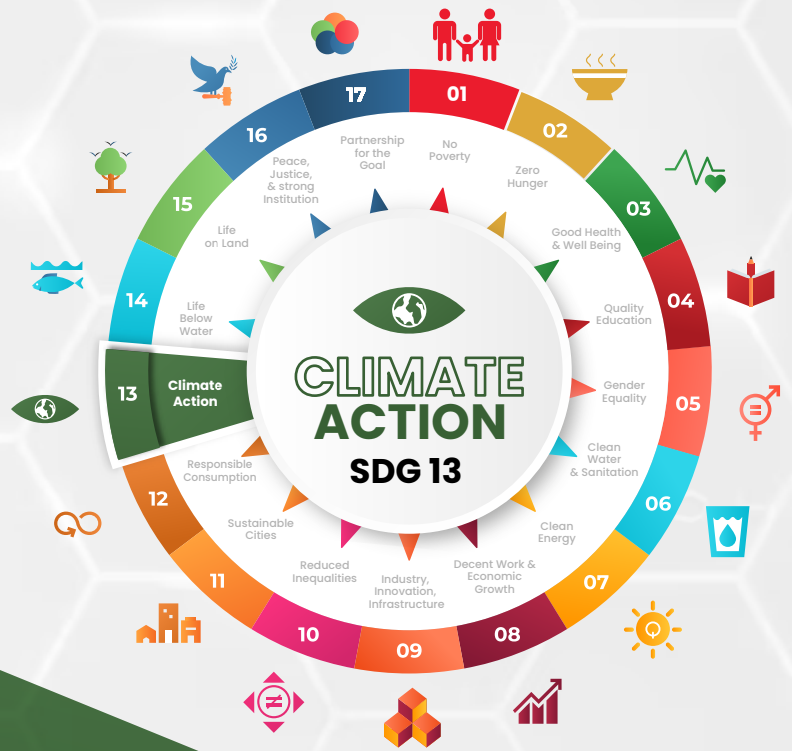 CLIMATE
ACTION
SDG 13
01
No
Poverty
02
Zero
Hunger
03
Good Health
& Well Being
04
Quality
Education
05
Gender
Equality
06
Clean
Water
& Sanitation
07
Clean
Energy
08
Decent Work &
Economic
Growth
09
Industry,
Innovation,
Infrastructure
10
Reduced
Inequalities
11
Sustainable
Cities
12
Responsible
Consumption
13
Climate
Action
14
Life
Below
Water
15
Life
on Land
16
Peace,
Justice,
& strong
Institution
17
Partnership
for the
Goal